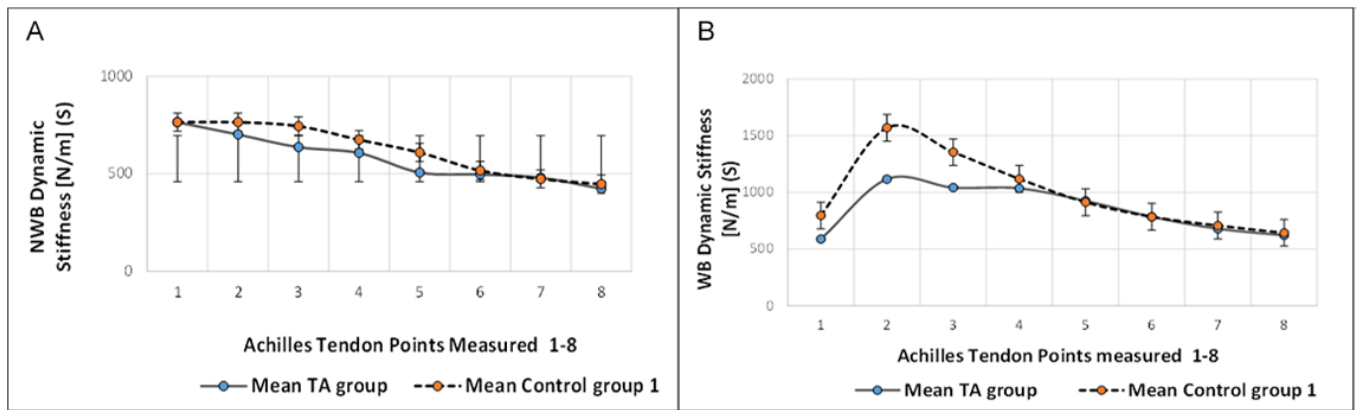 A
NWB Dynamic
Stiffness [N/m] (S)
1000
500
0
1 2 3 4 5 6 7 8
Achilles Tendon Points Measured 1-8
Mean TA group Mean Control group 1
B
WB Dynamic Stiffness
[N/m] (S)
2000
1500
1000
500
0
1 2 3 4 5 6 7 8
Achilles Tendon Points measured 1-8
Mean TA group Mean Control group 1